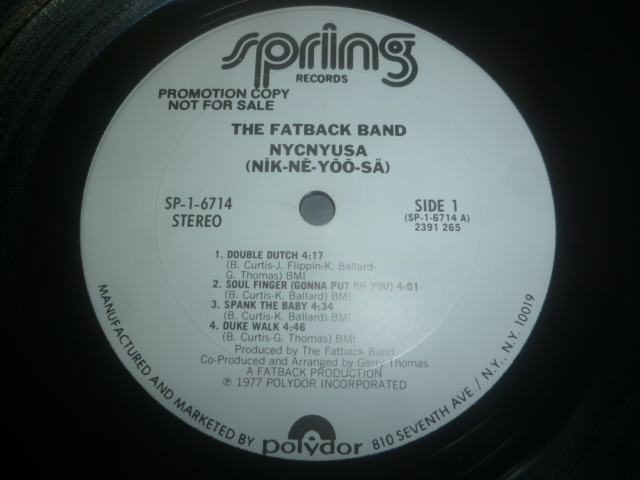 spring
RECORDS
PROMOTION COPY
NOT FOR SALE
THE FATBACK BAND
NYCNYUSA
(NĬK-NĒ-YŌŌ-SÄ)
SP-1-6714
STEREO
SIDE 1
(SP-1-6714 A)
2391 265
1. DOUBLE DUTCH 4:17
(B. Curtis-J. Flippin-K. Ballard-
G. Thomas) BMI
2. SOUL FINGER (GONNA PUT ON YOU) 4:01
(B. Curtis-K. Ballard) BMI
3. SPANK THE BABY 4:34
(B. Curtis-K. Ballard) BMI
4. DUKE WALK 4:46
(B. Curtis-G. Thomas) BMI
Produced by The Fatback Band
Co-Produced and Arranged by Gerry Thomas
A FATBACK PRODUCTION
℗ 1977 POLYDOR INCORPORATED
MANUFACTURED AND MARKETED BY polydor 810 SEVENTH AVE./ N.Y. N.Y. 10019